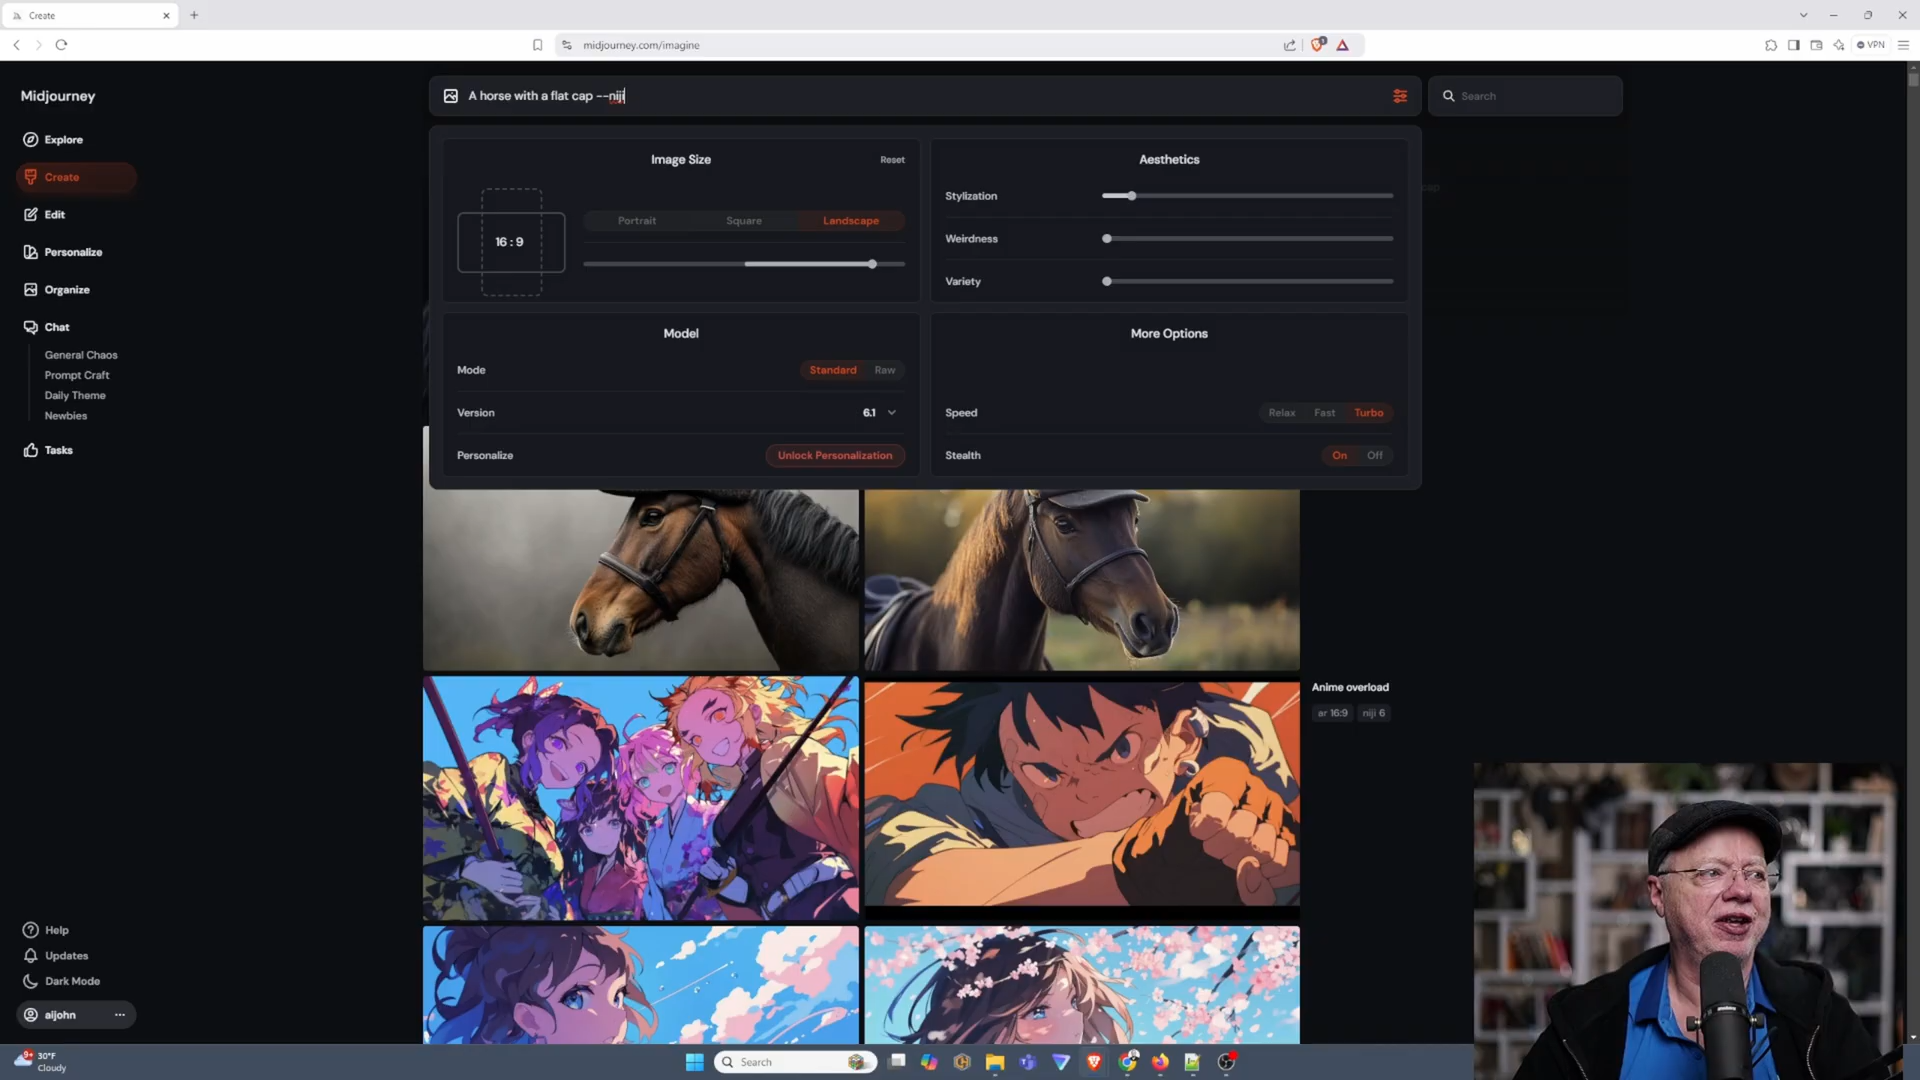 Create
midjourney.com/imagine
VPN
Midjourney
A horse with a flat cap --niji
Search
Explore
Create
Edit
Personalize
Organize
Chat
General Chaos
Prompt Craft
Daily Theme
Newbies
Tasks
Image Size
Reset
16 : 9
Portrait
Square
Landscape
Aesthetics
Stylization
Weirdness
Variety
cap
Model
Mode
Standard
Raw
Version
6.1
Personalize
Unlock Personalization
More Options
Speed
Relax
Fast
Turbo
Stealth
On
Off
Anime overload
ar 16:9
niji 6
Help
Updates
Dark Mode
aijohn
9+
30°F
Cloudy
Search